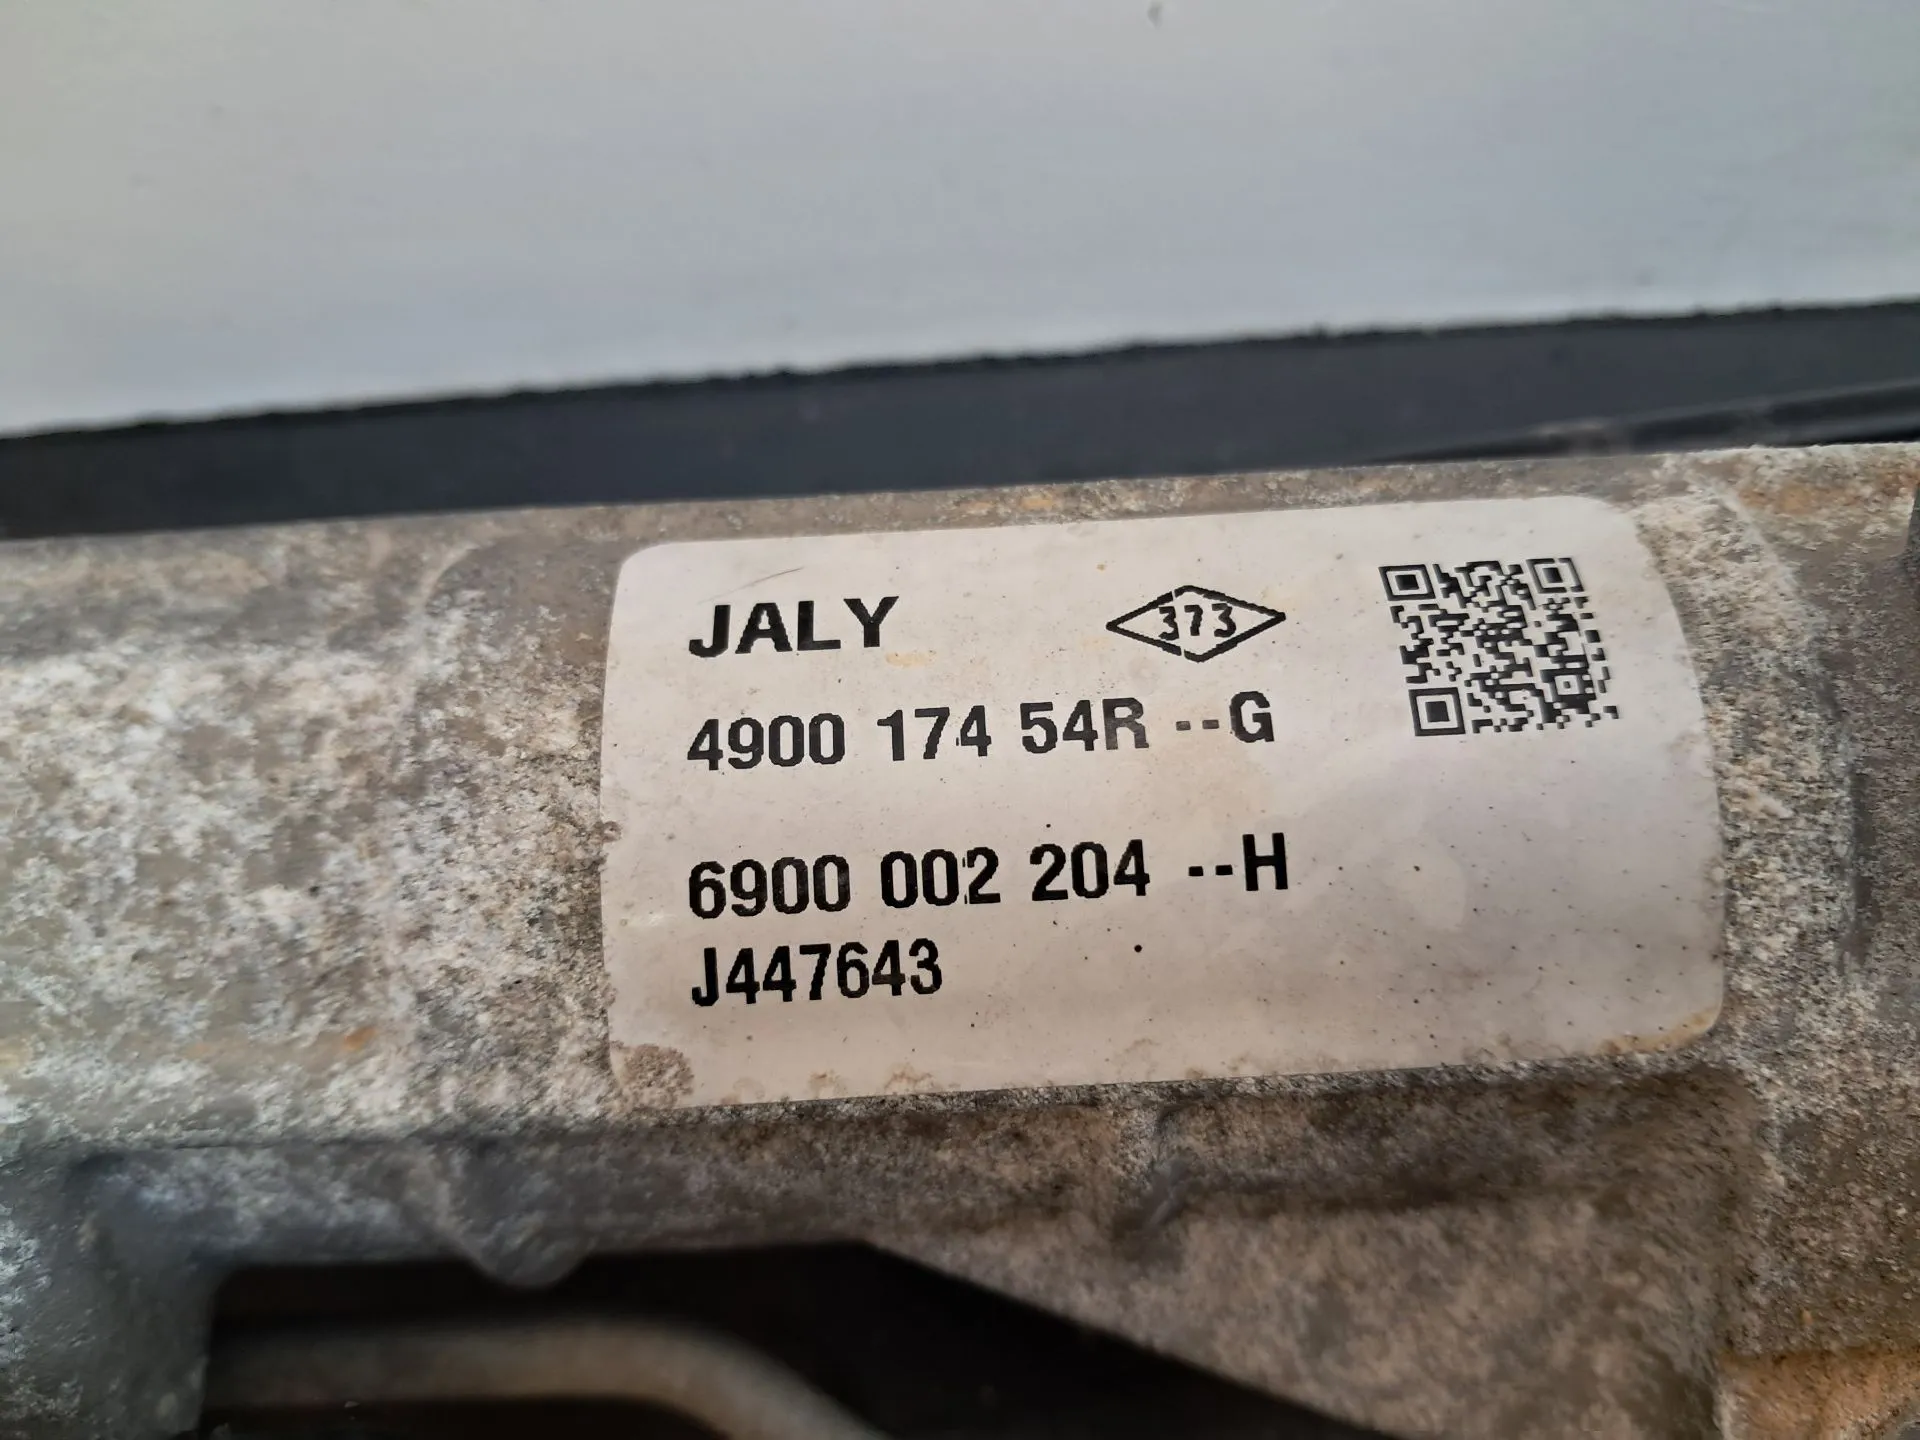 JALY 373
4900 174 54R --G
6900 002 204 --H
J447643